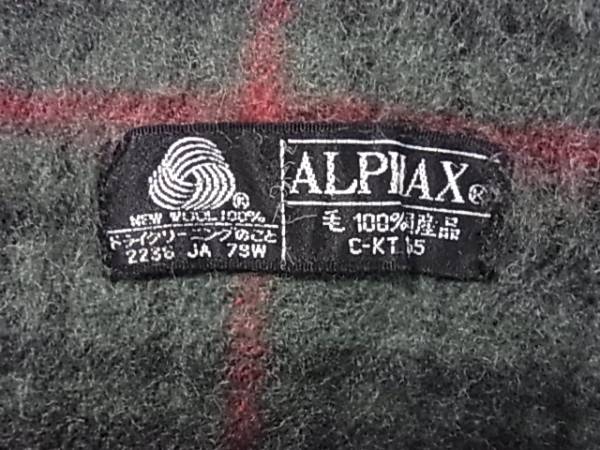 NEW WOOL 100%
ドライクリーニングのこと
2236 JA 79W
ALPHAX®
毛 100%国産品
C-KT